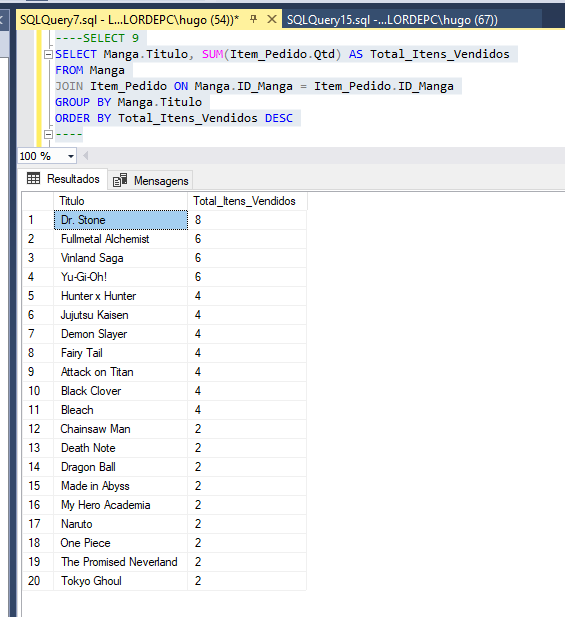 SQLQuery7.sql - L...LORDEPC\hugo (54))* SQLQuery15.sql -...LORDEPC\hugo (67))
----SELECT 9
SELECT Manga.Titulo, SUM(Item_Pedido.Qtd) AS Total_Itens_Vendidos
FROM Manga
JOIN Item_Pedido ON Manga.ID_Manga = Item_Pedido.ID_Manga
GROUP BY Manga.Titulo
ORDER BY Total_Itens_Vendidos DESC
----
100 %
Resultados Mensagens
Titulo Total_Itens_Vendidos
1 Dr. Stone 8
2 Fullmetal Alchemist 6
3 Vinland Saga 6
4 Yu-Gi-Oh! 6
5 Hunter x Hunter 4
6 Jujutsu Kaisen 4
7 Demon Slayer 4
8 Fairy Tail 4
9 Attack on Titan 4
10 Black Clover 4
11 Bleach 4
12 Chainsaw Man 2
13 Death Note 2
14 Dragon Ball 2
15 Made in Abyss 2
16 My Hero Academia 2
17 Naruto 2
18 One Piece 2
19 The Promised Neverland 2
20 Tokyo Ghoul 2